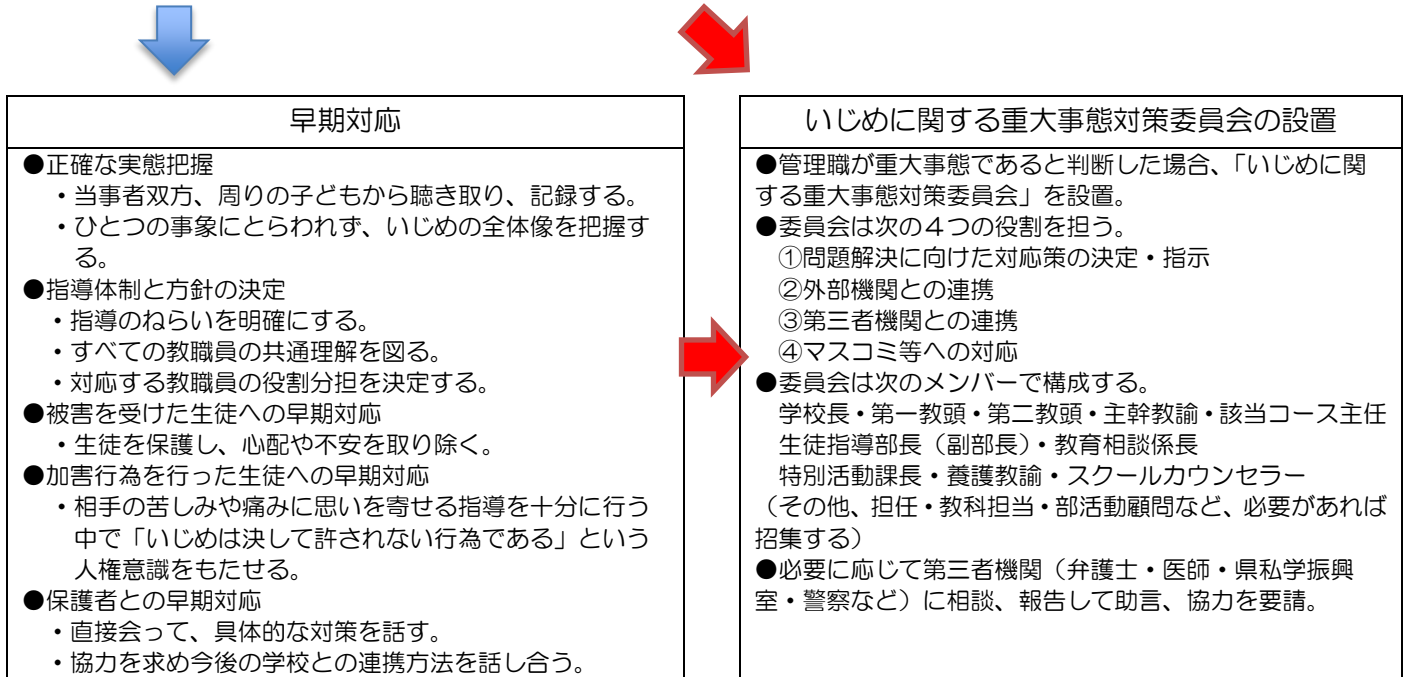 早期対応
●正確な実態把握
・当事者双方、周りの子どもから聴き取り、記録する。
・ひとつの事象にとらわれず、いじめの全体像を把握す
る。
●指導体制と方針の決定
・指導のねらいを明確にする。
・すべての教職員の共通理解を図る。
・対応する教職員の役割分担を決定する。
●被害を受けた生徒への早期対応
・生徒を保護し、心配や不安を取り除く。
●加害行為を行った生徒への早期対応
・相手の苦しみや痛みに思いを寄せる指導を十分に行う
中で「いじめは決して許されない行為である」という
人権意識をもたせる。
●保護者との早期対応
・直接会って、具体的な対策を話す。
・協力を求め今後の学校との連携方法を話し合う。
いじめに関する重大事態対策委員会の設置
●管理職が重大事態であると判断した場合、「いじめに関
する重大事態対策委員会」を設置。
●委員会は次の４つの役割を担う。
①問題解決に向けた対応策の決定・指示
②外部機関との連携
③第三者機関との連携
④マスコミ等への対応
●委員会は次のメンバーで構成する。
学校長・第一教頭・第二教頭・主幹教諭・該当コース主任
生徒指導部長（副部長）・教育相談係長
特別活動課長・養護教諭・スクールカウンセラー
（その他、担任・教科担当・部活動顧問など、必要があれば
招集する）
●必要に応じて第三者機関（弁護士・医師・県私学振興
室・警察など）に相談、報告して助言、協力を要請。